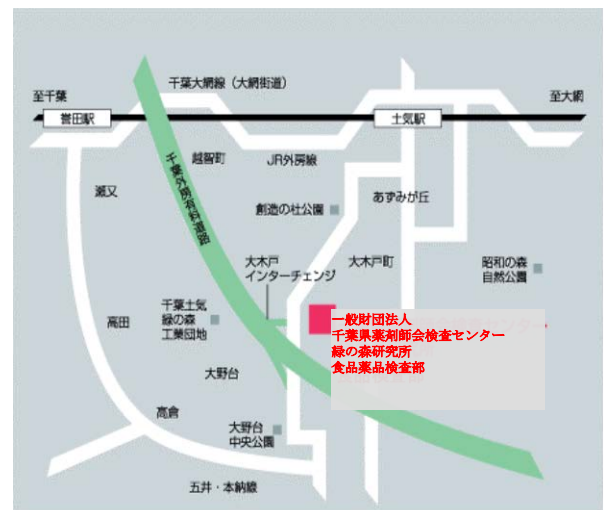 千葉大網線（大網街道）
至千葉
至大網
誉田駅
土気駅
越智町
JR外房線
瀬又
千葉外房有料道路
あすみが丘
創造の杜公園
大木戸
インターチェンジ
大木戸町
昭和の森
自然公園
千葉土気
緑の森
工業団地
高田
一般財団法人
千葉県薬剤師会検査センター
緑の森研究所
食品薬品検査部
大野台
高倉
大野台
中央公園
五井・本納線